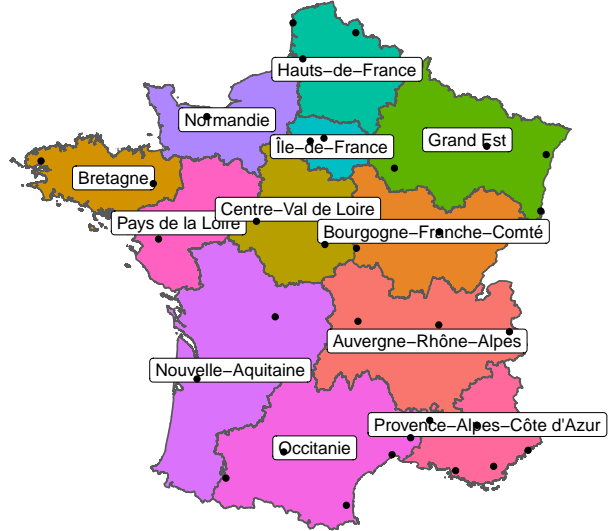 Hauts−de−France
Normandie
Île−de−France
Grand Est
Bretagne
Pays de la Loire
Centre−Val de Loire
Bourgogne−Franche−Comté
Auvergne−Rhône−Alpes
Nouvelle−Aquitaine
Provence−Alpes−Côte d'Azur
Occitanie